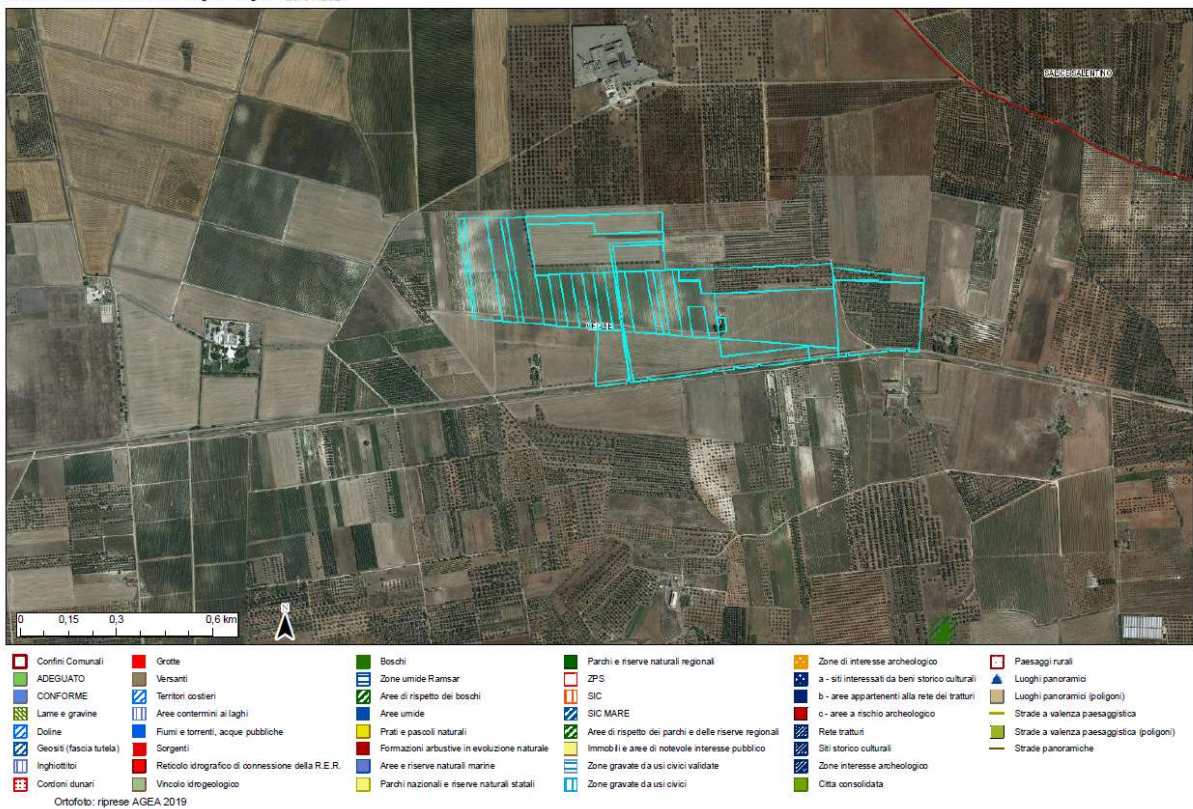 SALICE SALENTINO
VEGLIE
0 0,15 0,3 0,6 km
N
Confini Comunali
ADEGUATO
CONFORME
Lame e gravine
Doline
Geositi (fascia tutela)
Inghiottitoi
Cordoni dunari
Grotte
Versanti
Territori costieri
Aree contermini ai laghi
Fiumi e torrenti, acque pubbliche
Sorgenti
Reticolo idrografico di connessione della R.E.R.
Vincolo idrogeologico
Boschi
Zone umide Ramsar
Aree di rispetto dei boschi
Aree umide
Prati e pascoli naturali
Formazioni arbustive in evoluzione naturale
Aree e riserve naturali marine
Parchi nazionali e riserve naturali statali
Parchi e riserve naturali regionali
ZPS
SIC
SIC MARE
Aree di rispetto dei parchi e delle riserve regionali
Immobili e aree di notevole interesse pubblico
Zone gravate da usi civici validate
Zone gravate da usi civici
Zone di interesse archeologico
a - siti interessati da beni storico culturali
b - aree appartenenti alla rete dei tratturi
c - aree a rischio archeologico
Rete tratturi
Siti storico culturali
Zone interesse archeologico
Citta consolidata
Paesaggi rurali
Luoghi panoramici
Luoghi panoramici (poligoni)
Strade a valenza paesaggistica
Strade a valenza paesaggistica (poligoni)
Strade panoramiche
Ortofoto: riprese AGEA 2019